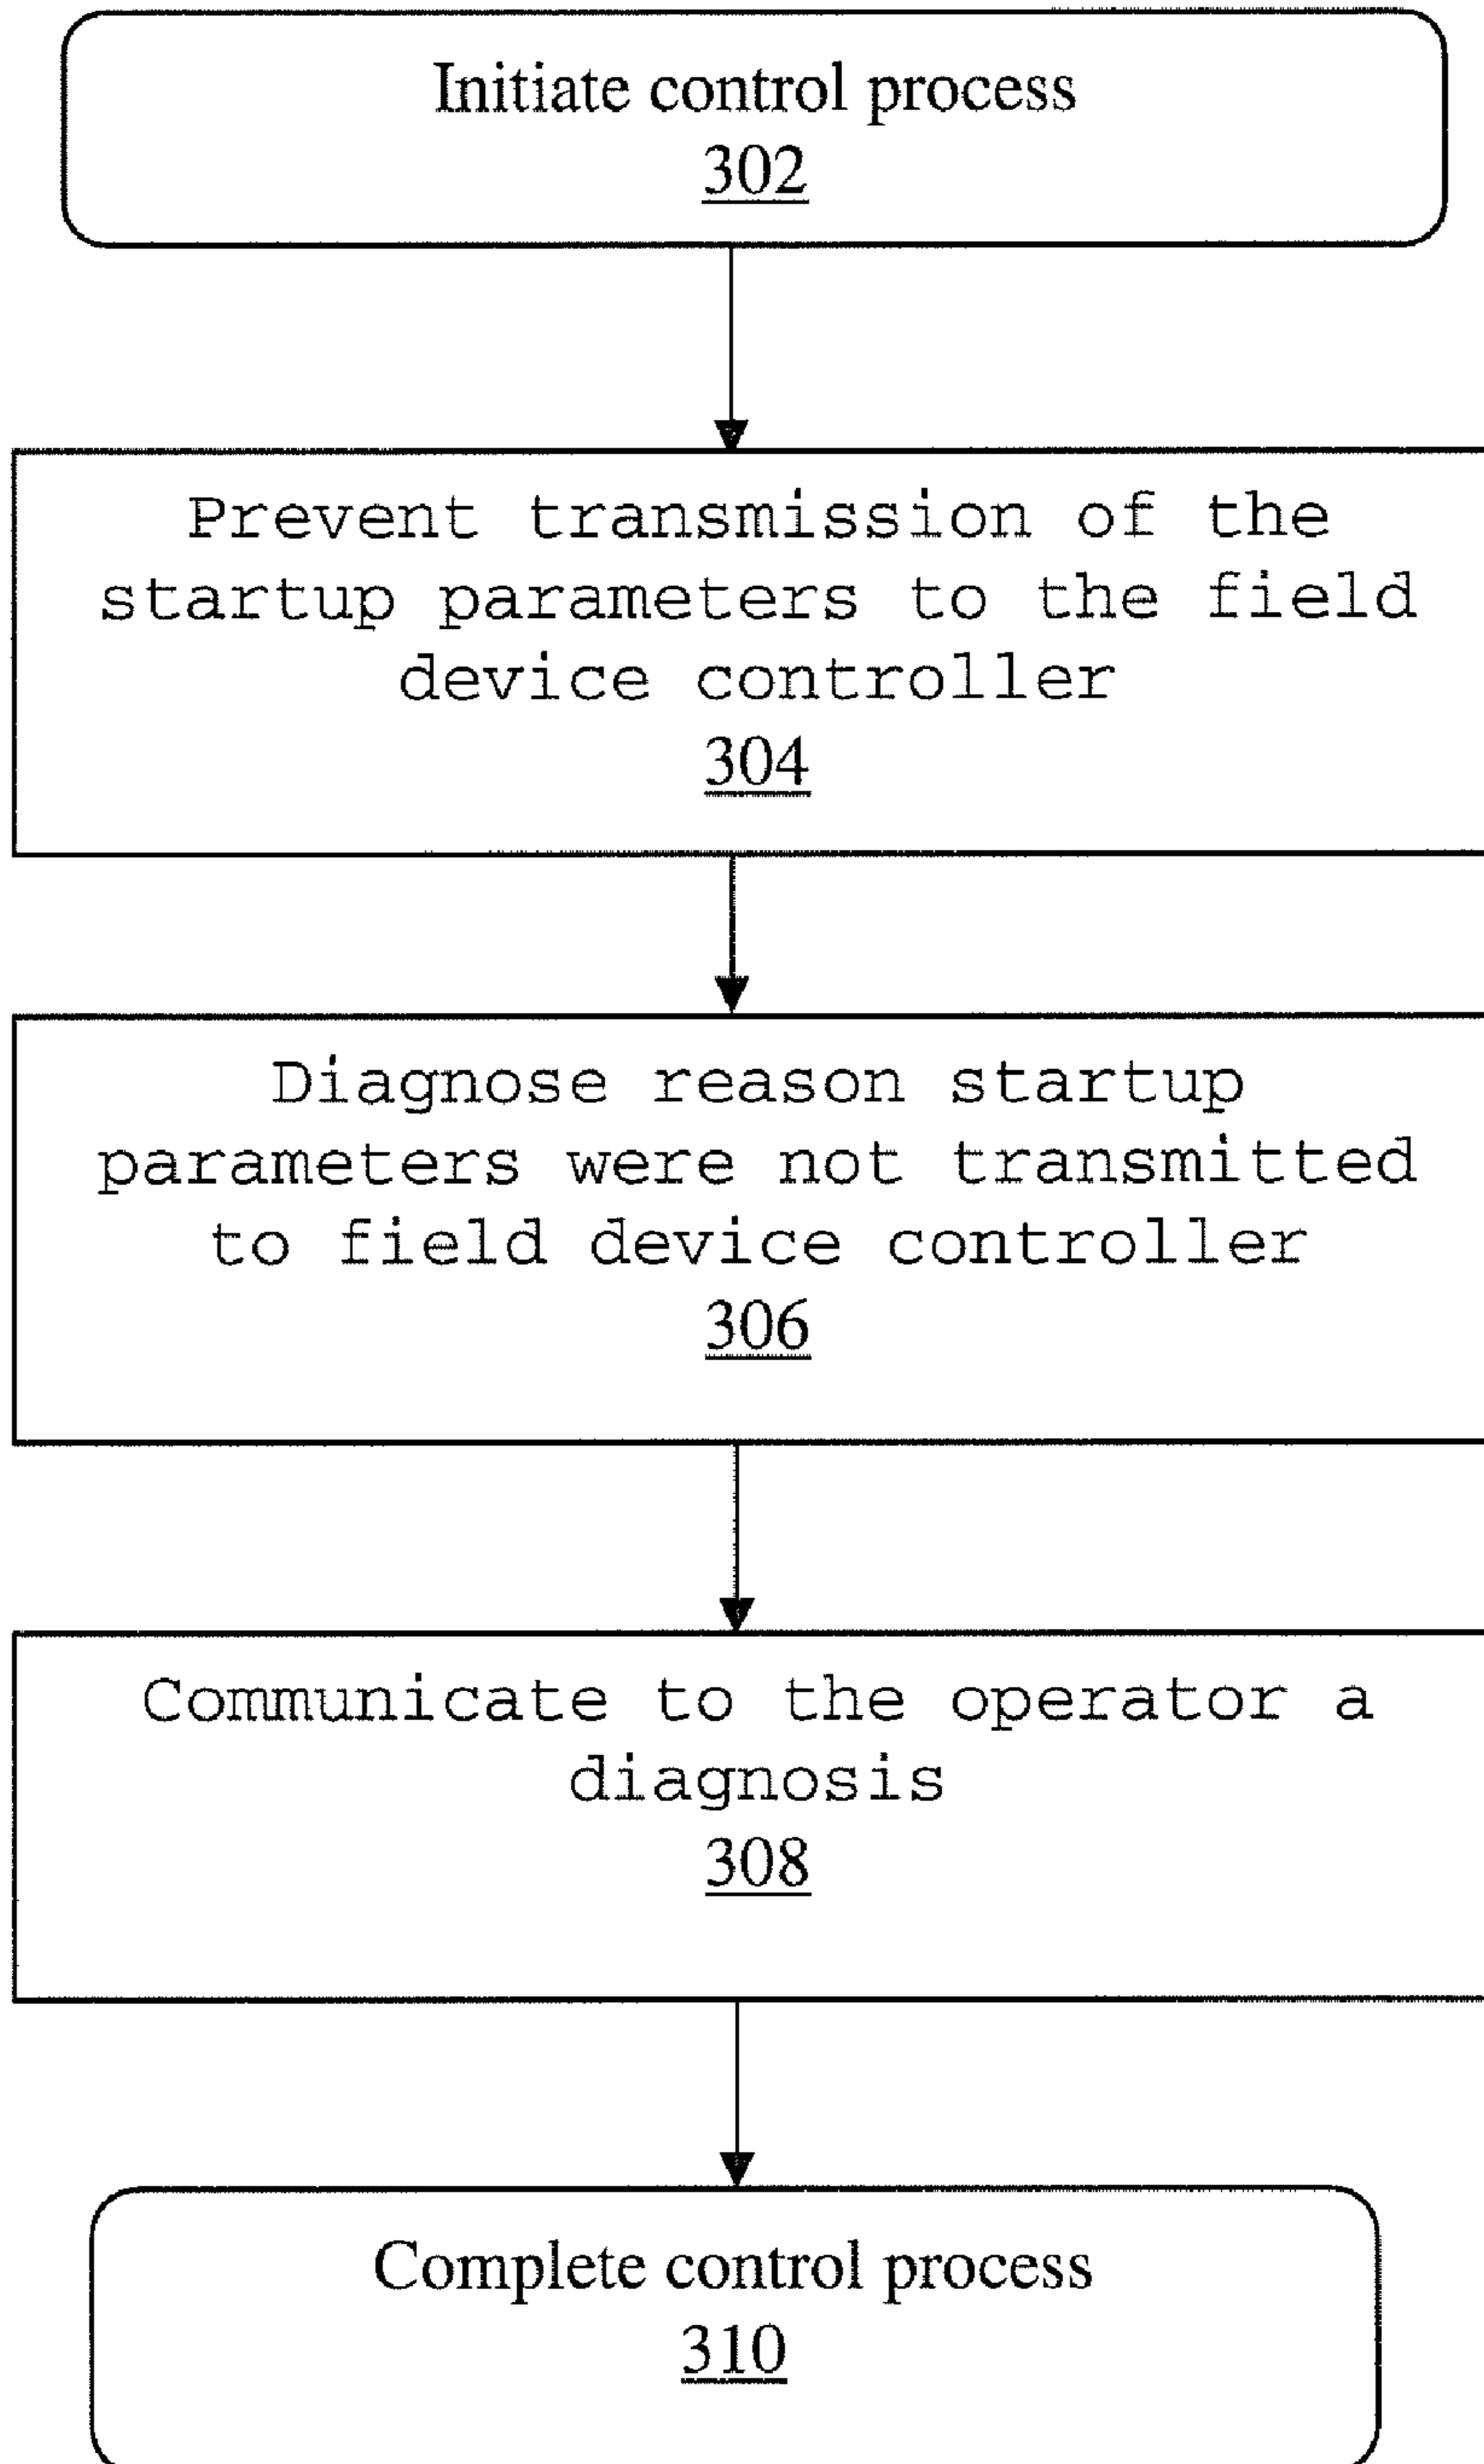 Initiate control process
302
Prevent transmission of the
startup parameters to the field
device controller
304
Diagnose reason startup
parameters were not transmitted
to field device controller
306
Communicate to the operator a
diagnosis
308
Complete control process
310